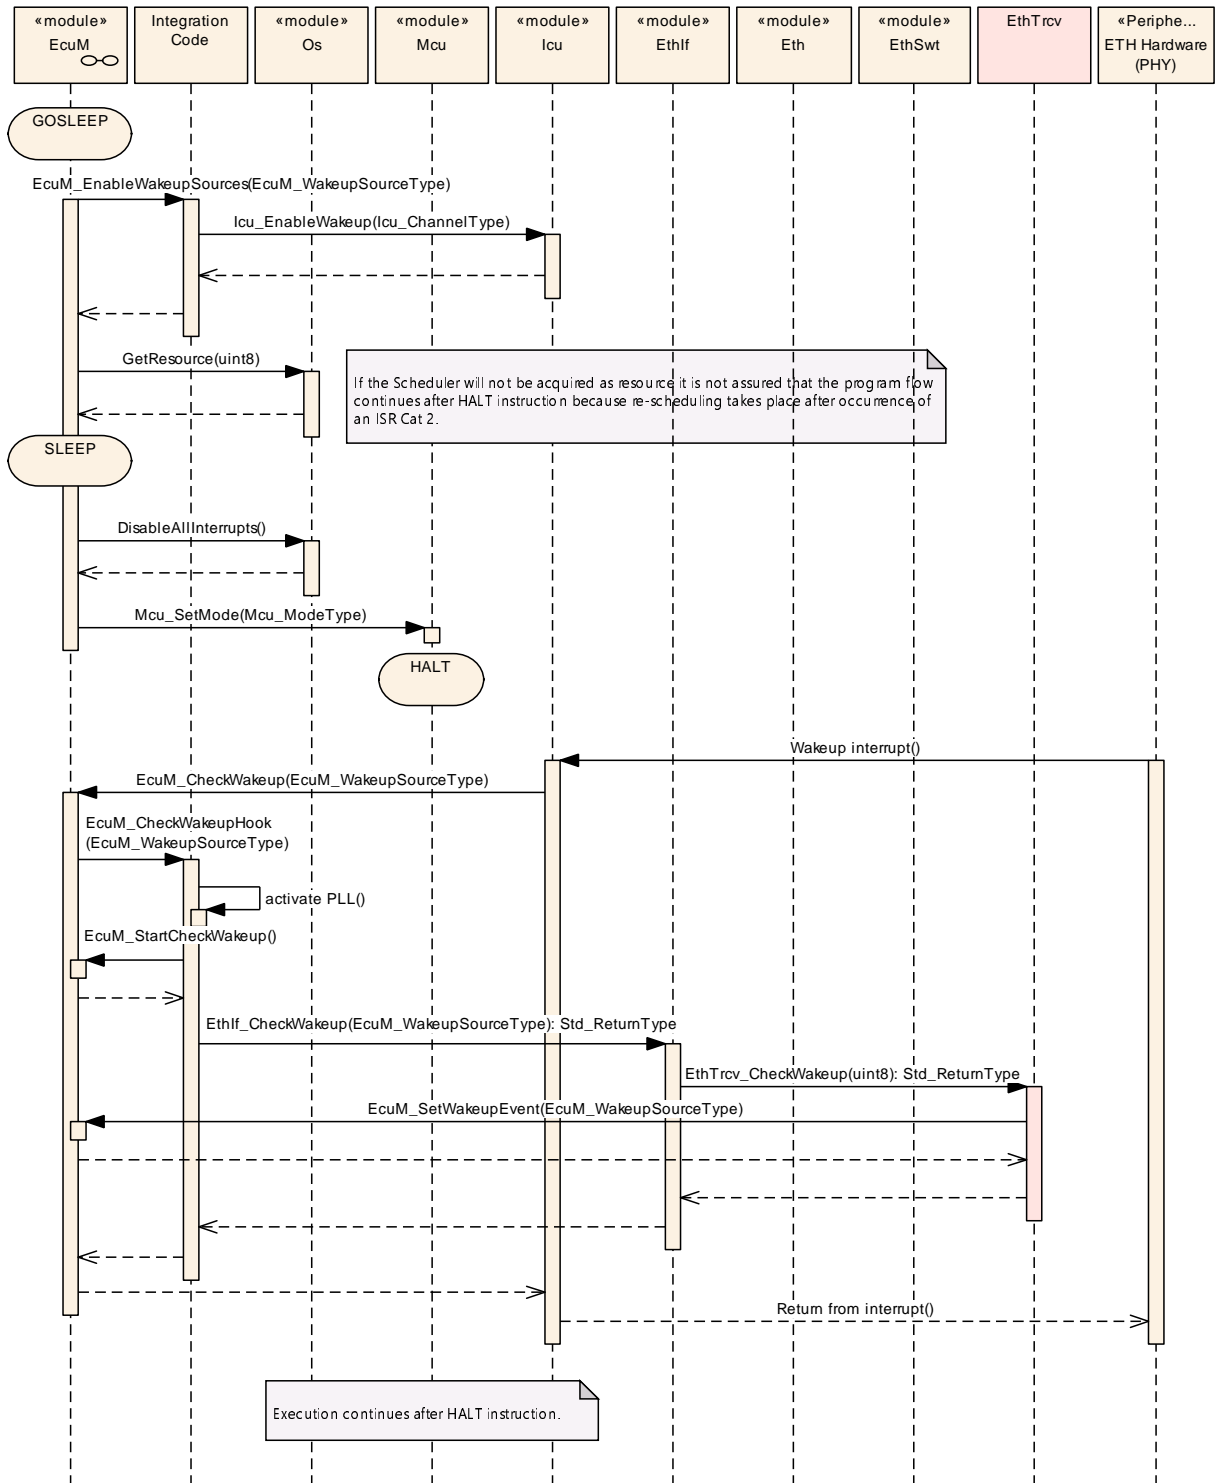 «module»
EcuM
Integration
Code
«module»
Os
«module»
Mcu
«module»
Icu
«module»
EthIf
«module»
Eth
«module»
EthSwt
EthTrcv
«Periphe...
ETH Hardware
(PHY)
GOSLEEP
EcuM_EnableWakeupSources(EcuM_WakeupSourceType)
Icu_EnableWakeup(Icu_ChannelType)
GetResource(uint8)
If the Scheduler will not be acquired as resource it is not assured that the program flow
continues after HALT instruction because re-scheduling takes place after occurrence of
an ISR Cat 2.
SLEEP
DisableAllInterrupts()
Mcu_SetMode(Mcu_ModeType)
HALT
Wakeup interrupt()
EcuM_CheckWakeup(EcuM_WakeupSourceType)
EcuM_CheckWakeupHook
(EcuM_WakeupSourceType)
activate PLL()
EcuM_StartCheckWakeup()
EthIf_CheckWakeup(EcuM_WakeupSourceType): Std_ReturnType
EthTrcv_CheckWakeup(uint8): Std_ReturnType
EcuM_SetWakeupEvent(EcuM_WakeupSourceType)
Return from interrupt()
Execution continues after HALT instruction.